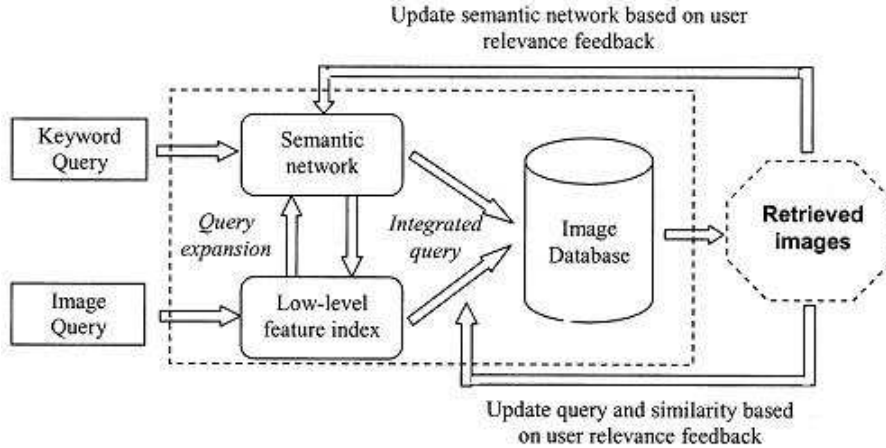 Update semantic network based on user
relevance feedback
Keyword
Query
Semantic
network
Query
expansion
Integrated
query
Image
Database
Retrieved
images
Image
Query
Low-level
feature index
Update query and similarity based
on user relevance feedback